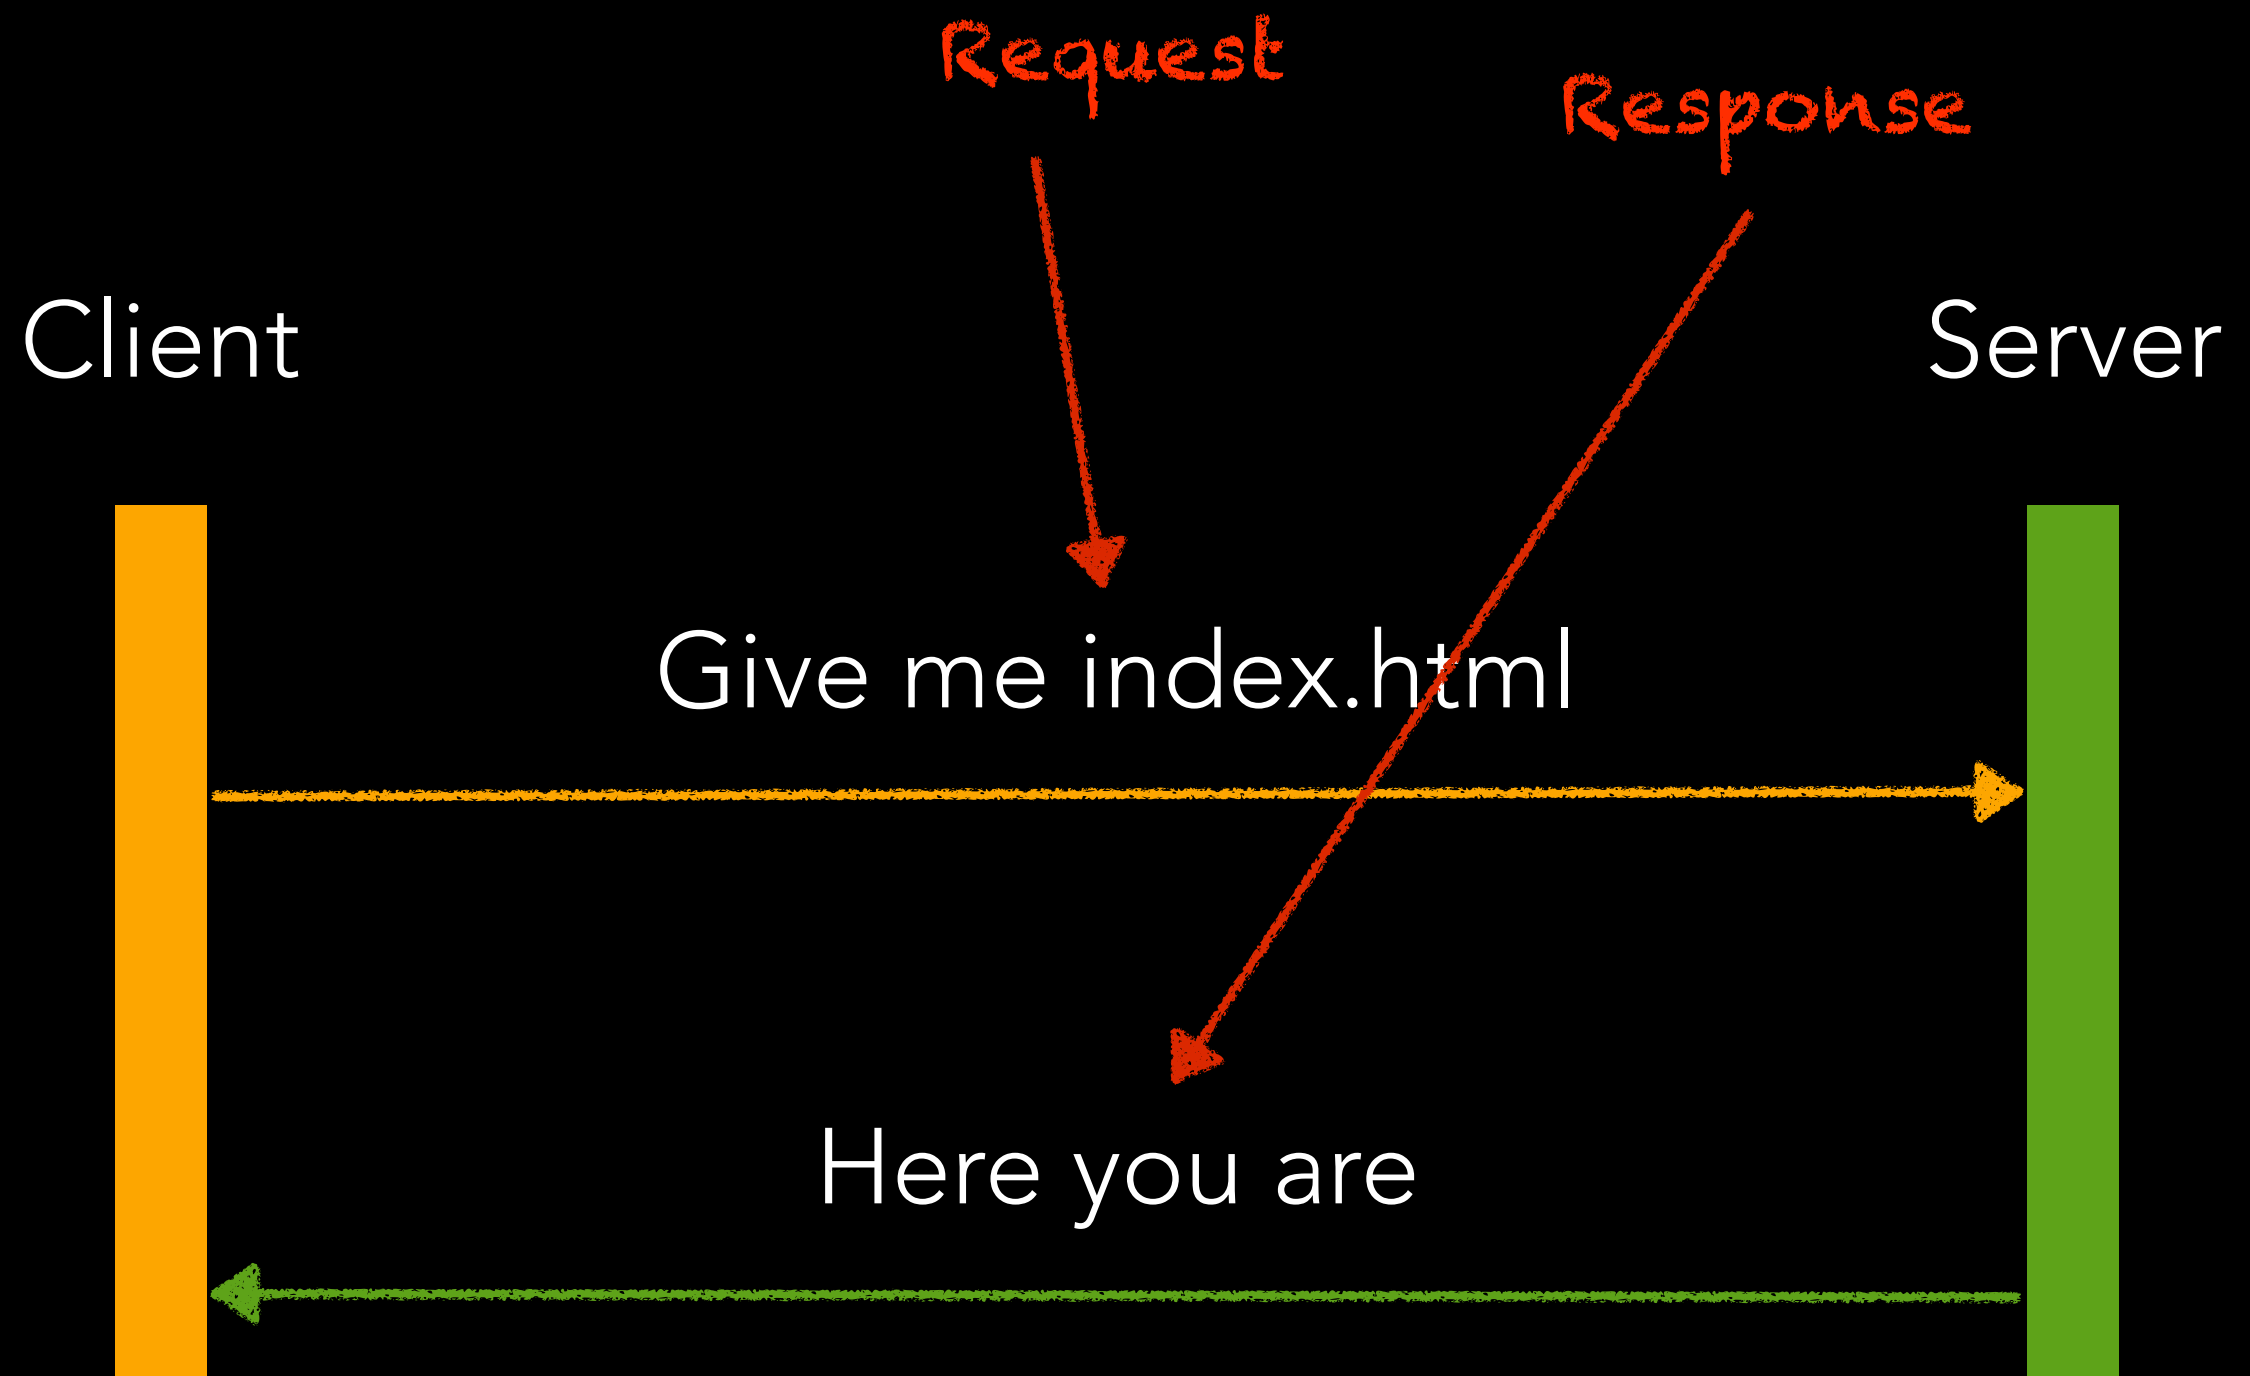 Request
Response
Client
Server
Give me index.html
Here you are